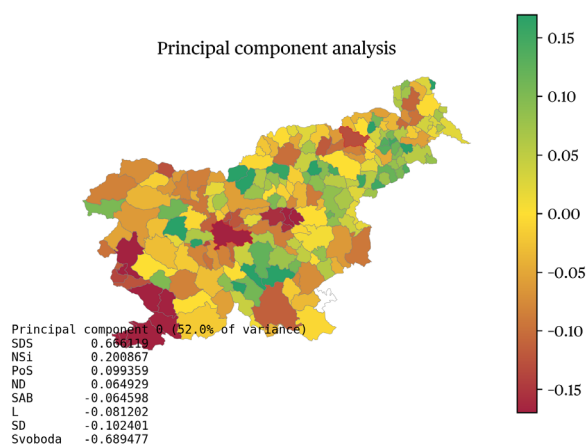 Principal component analysis
0.15
0.10
0.05
0.00
−0.05
−0.10
−0.15
Principal component 0 (52.0% of variance)
SDS 0.666119
NSi 0.200867
PoS 0.099359
ND 0.064929
SAB -0.064598
L -0.081202
SD -0.102401
Svoboda -0.689477